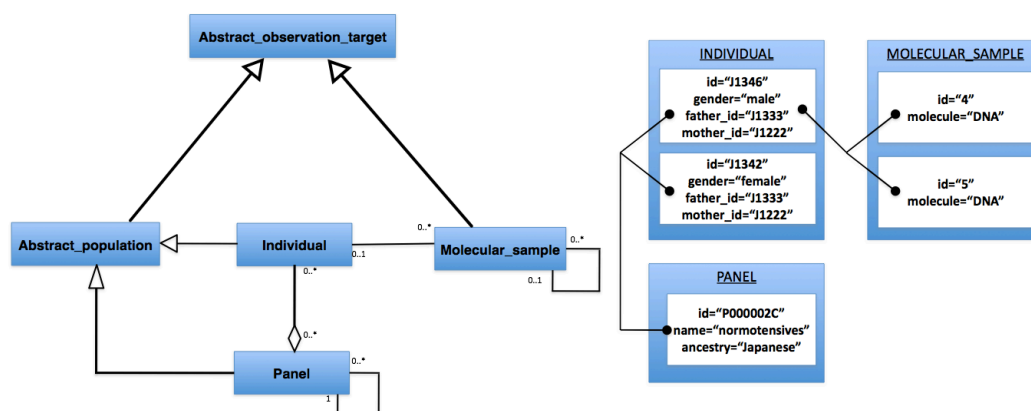 Abstract_observation_target
Abstract_population
Individual
Molecular_sample
Panel
0..*
0..1
0..*
0..*
0..1
0..*
0..*
0..*
1
INDIVIDUAL
id=“J1346”
gender=“male”
father_id=“J1333”
mother_id=“J1222”
id=“J1342”
gender=“female”
father_id=“J1333”
mother_id=“J1222”
MOLECULAR_SAMPLE
id=“4”
molecule=“DNA”
id=“5”
molecule=“DNA”
PANEL
id=“P000002C”
name=“normotensives”
ancestry=“Japanese”